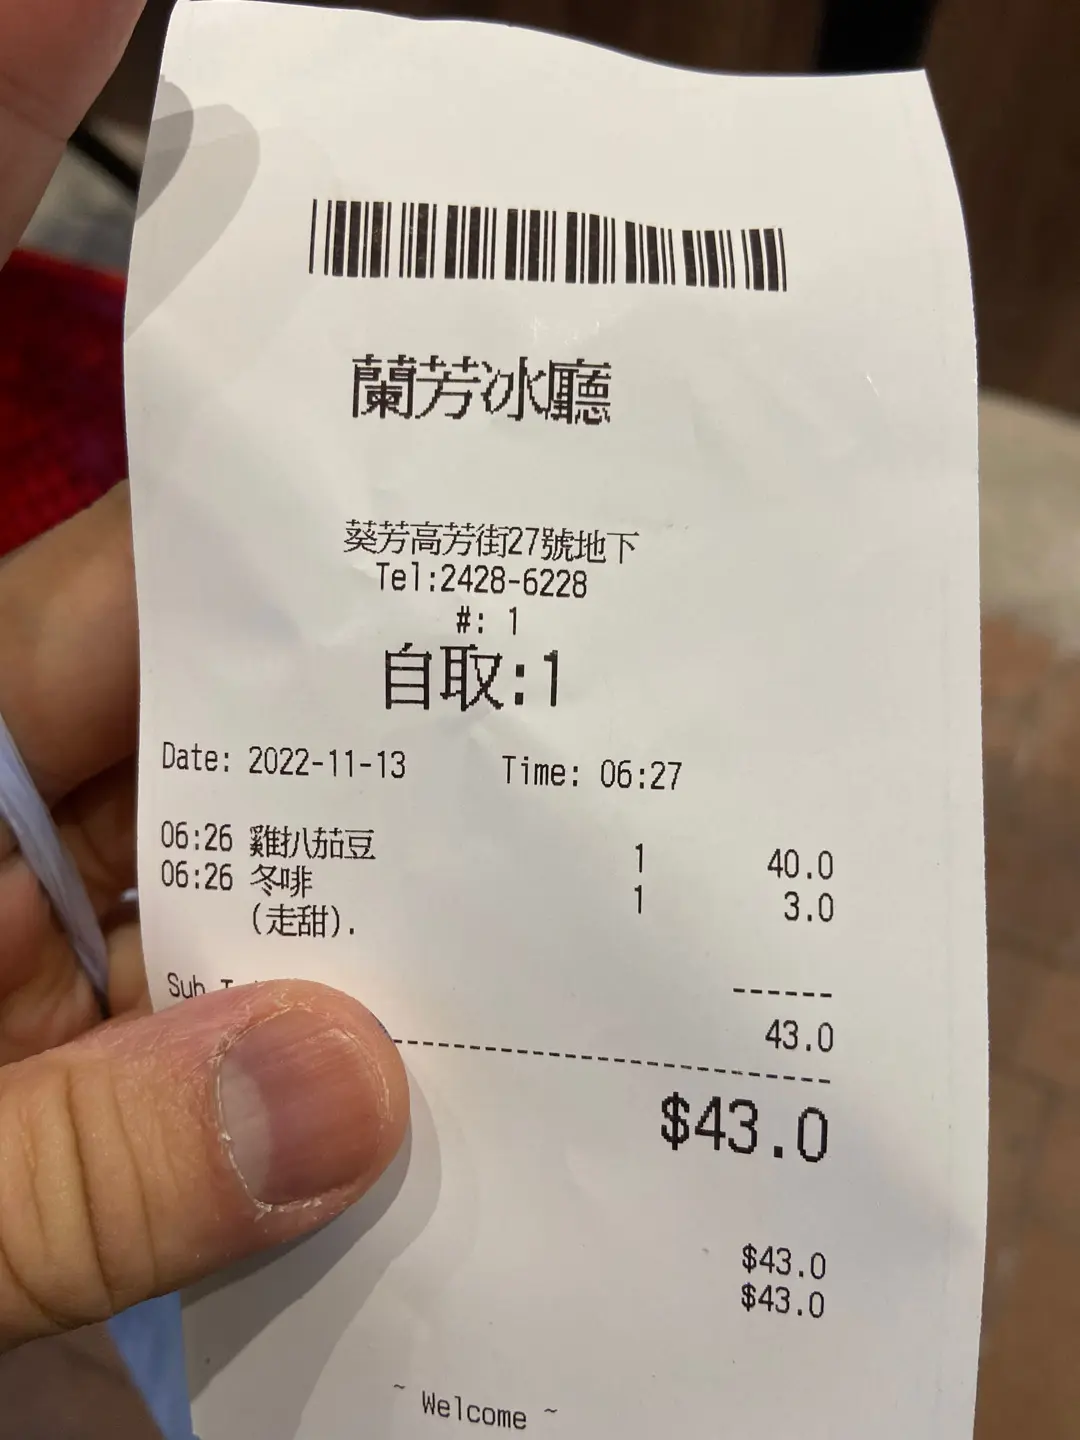 蘭芳冰廳
葵芳高芳街27號地下
Tel:2428-6228
#: 1
自取:1
Date: 2022-11-13 Time: 06:27
06:26 雞扒茄豆 1 40.0
06:26 冬啡 1 3.0
(走甜).
------
Sub 43.0
$43.0
$43.0
$43.0
~ Welcome ~